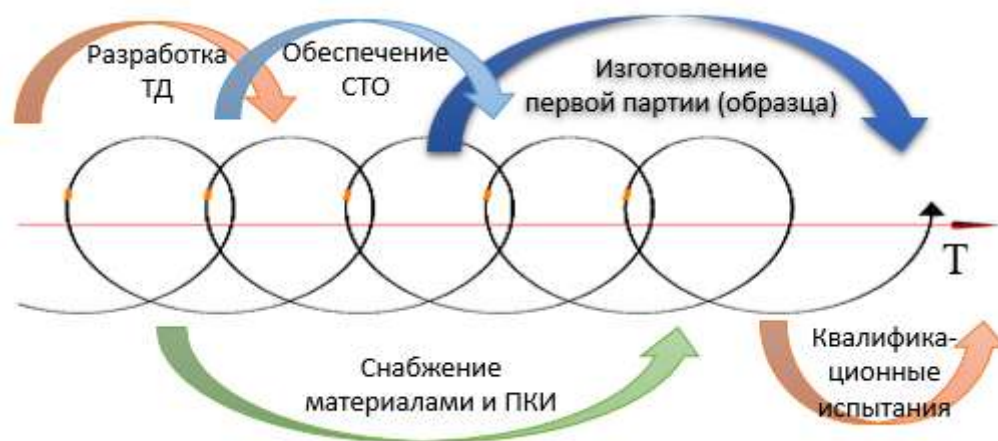 Разработка
ТД
Обеспечение
СТО
Изготовление
первой партии (образца)
Т
Снабжение
материалами и ПКИ
Квалифика-
ционные
испытания